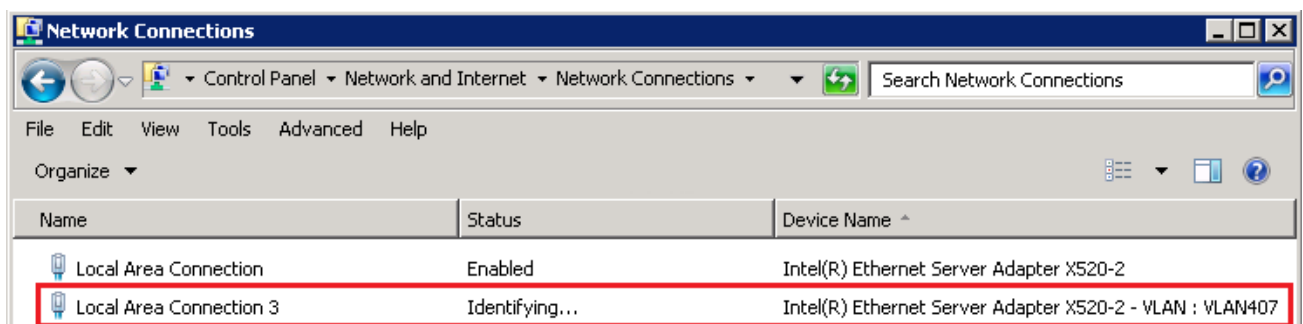 Network Connections
Control Panel Network and Internet Network Connections Search Network Connections
File Edit View Tools Advanced Help
Organize
Name Status Device Name
Local Area Connection Enabled Intel(R) Ethernet Server Adapter X520-2
Local Area Connection 3 Identifying... Intel(R) Ethernet Server Adapter X520-2 - VLAN : VLAN407